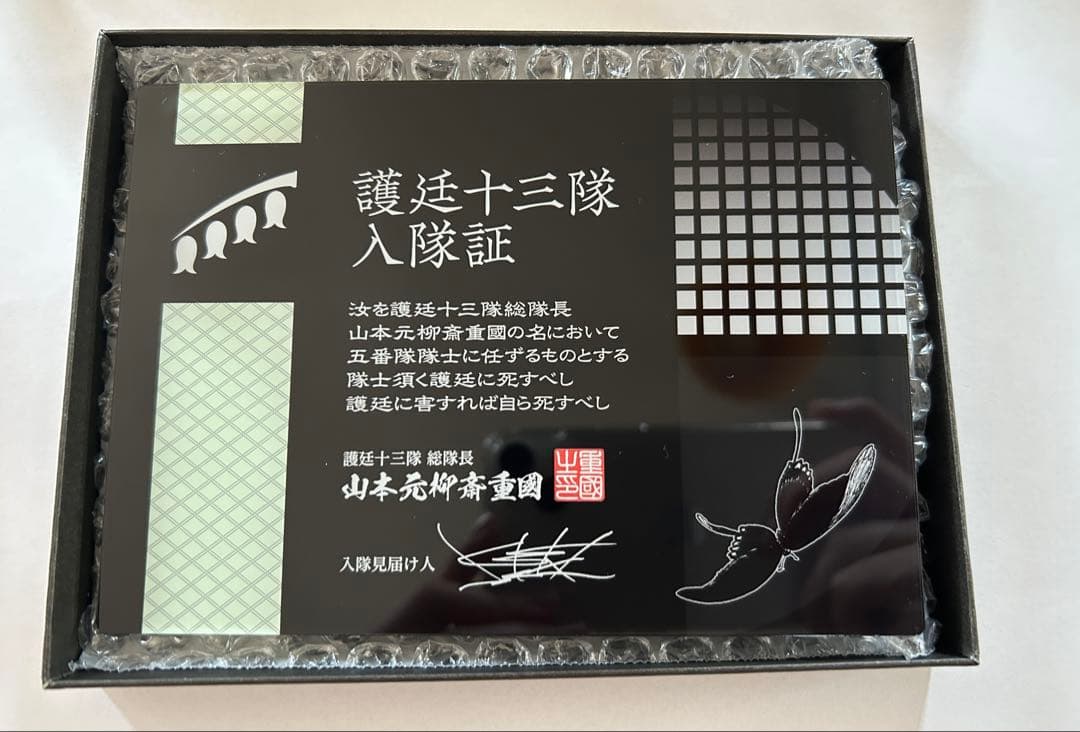 護廷十三隊
入隊証
汝を護廷十三隊総隊長
山本元柳斎重國の名において
五番隊隊士に任ずるものとする
隊士須く護廷に死すべし
護廷に害すれば自ら死すべし
護廷十三隊 総隊長
山本元柳斎重國
重國之印
入隊見届け人